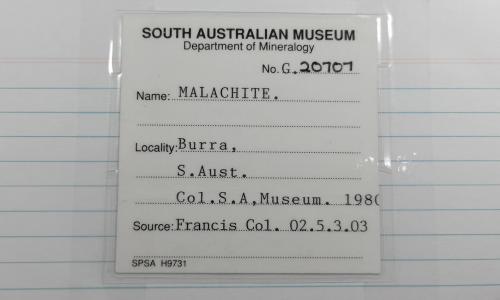 SOUTH AUSTRALIAN MUSEUM
Department of Mineralogy
No. G.20707
Name: MALACHITE.
Locality: Burra,
S.Aust.
Col.S.A,Museum. 1980
Source: Francis Col. 02.5.3.03
SPSA H9731